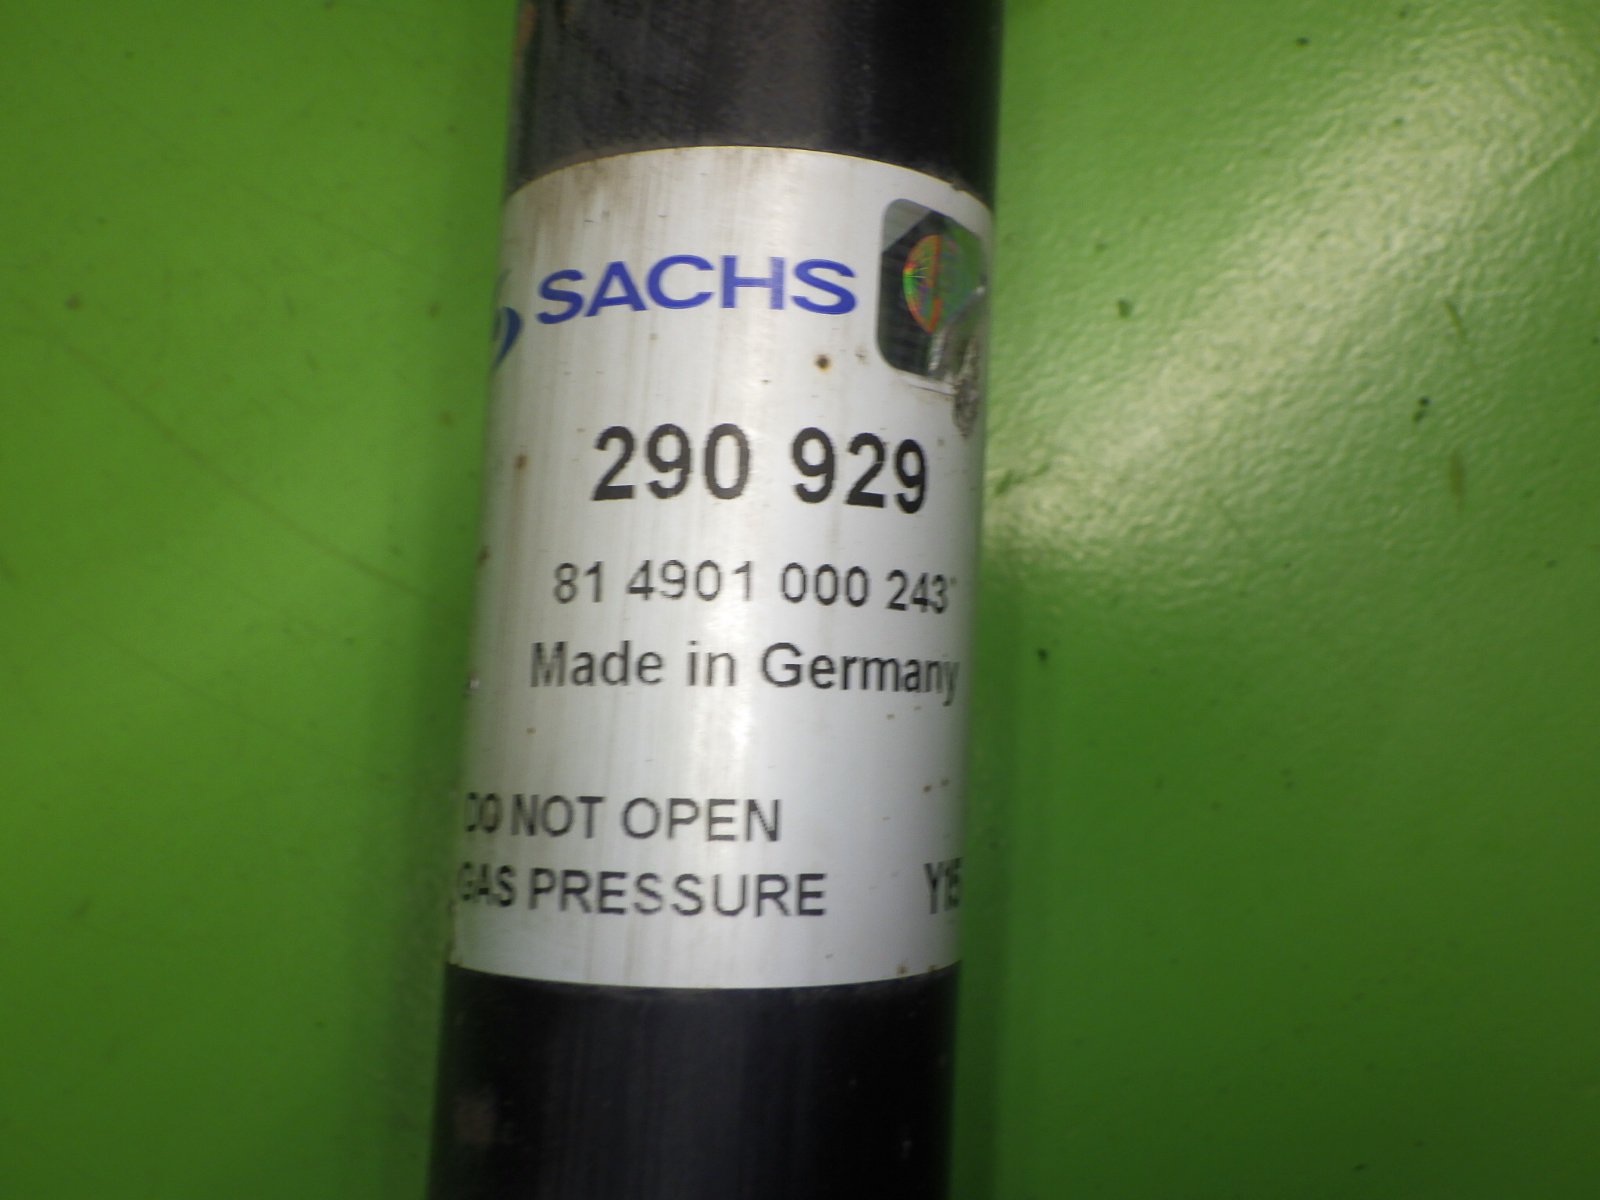 SACHS
290 929
81 4901 000 243
Made in Germany
DO NOT OPEN
GAS PRESSURE